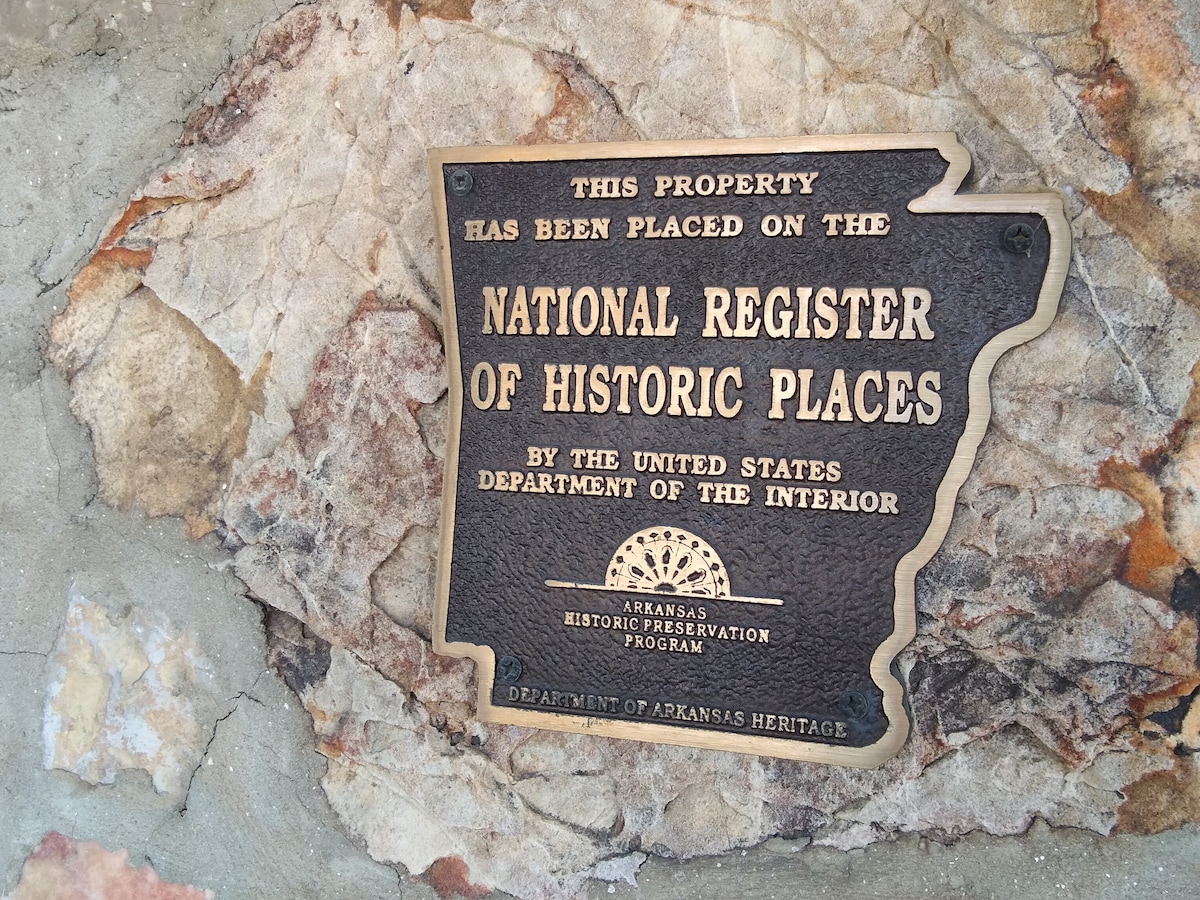 THIS PROPERTY
HAS BEEN PLACED ON THE
NATIONAL REGISTER
OF HISTORIC PLACES
BY THE UNITED STATES
DEPARTMENT OF THE INTERIOR
ARKANSAS
HISTORIC PRESERVATION
PROGRAM
DEPARTMENT OF ARKANSAS HERITAGE